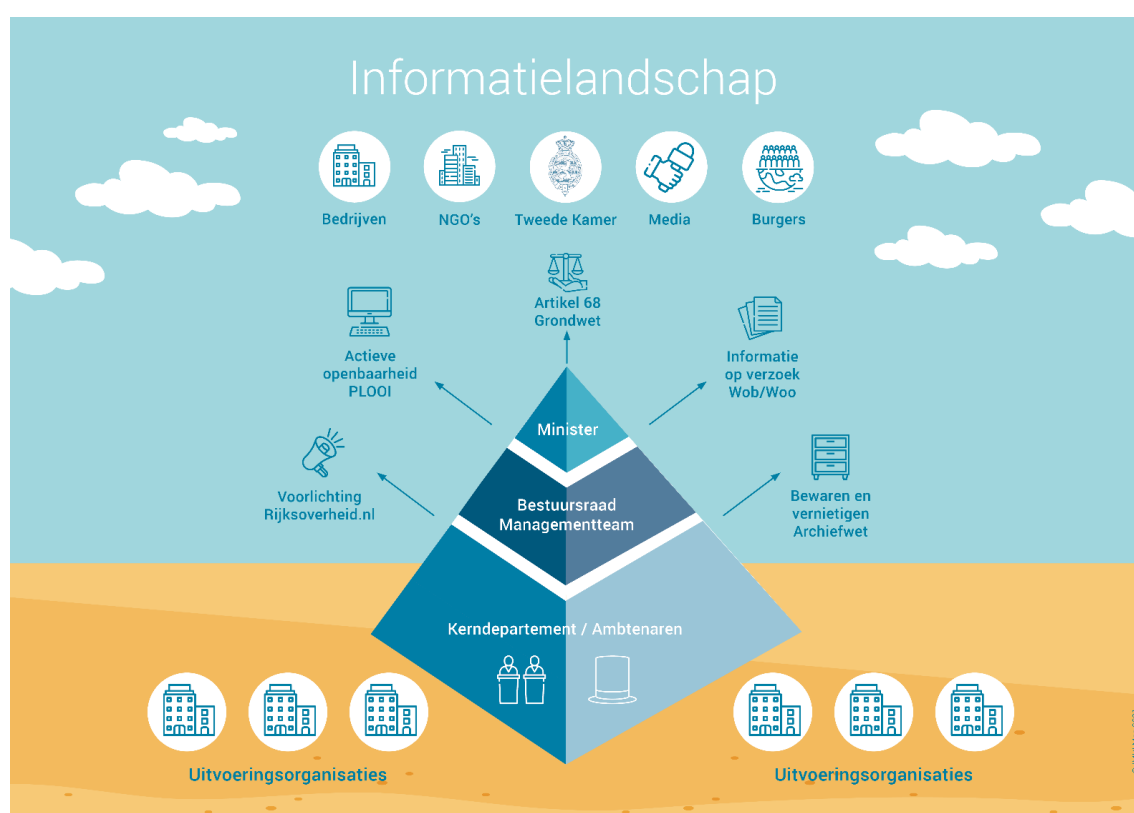 Informatielandschap
Bedrijven
NGO's
Tweede Kamer
Media
Burgers
Artikel 68
Grondwet
Actieve
openbaarheid
PLOOI
Informatie
op verzoek
Wob/Woo
Minister
Voorlichting
Rijksoverheid.nl
Bestuursraad
Managementteam
Bewaren en
vernietigen
Archiefwet
Kerndepartement / Ambtenaren
Uitvoeringsorganisaties
Uitvoeringsorganisaties